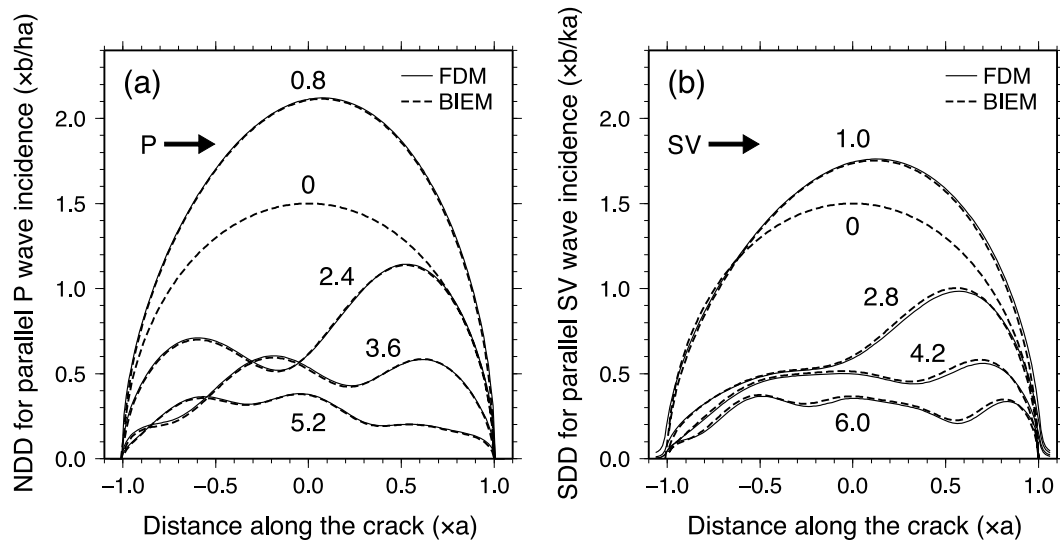 NDD for parallel P wave incidence (×b/ha)
(a)
0.8
FDM
BIEM
P
0
2.4
3.6
5.2
2.0
1.5
1.0
0.5
0.0
−1.0 −0.5 0.0 0.5 1.0
Distance along the crack (×a)
SDD for parallel SV wave incidence (×b/ka)
(b)
FDM
BIEM
SV
1.0
0
2.8
4.2
6.0
2.0
1.5
1.0
0.5
0.0
−1.0 −0.5 0.0 0.5 1.0
Distance along the crack (×a)